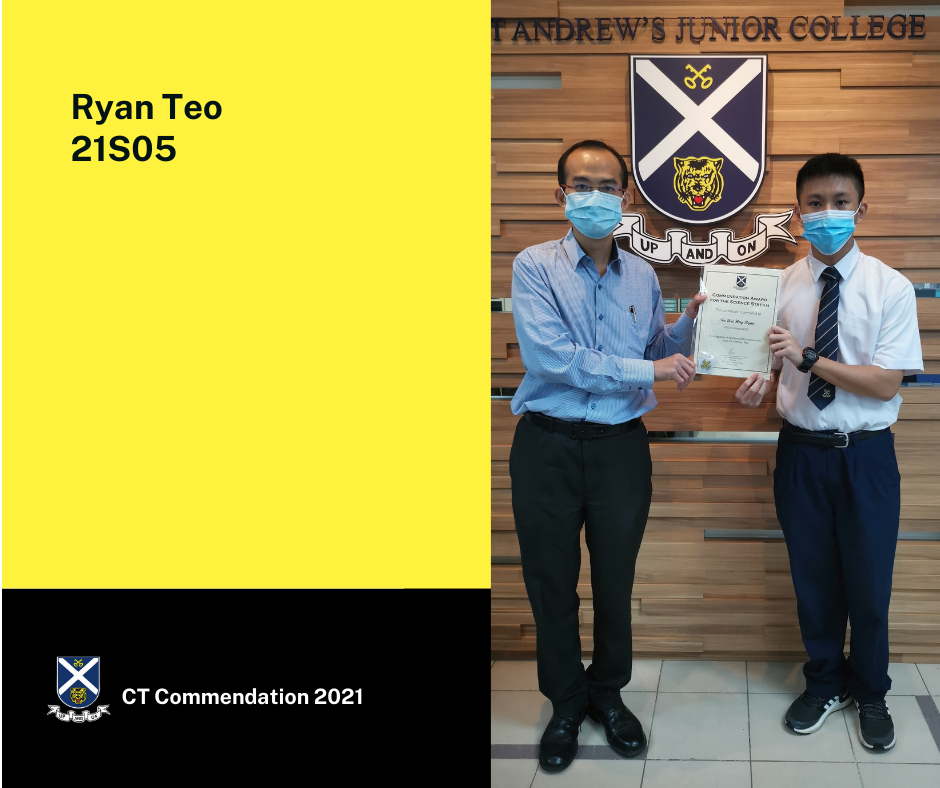 Ryan Teo
21S05
T ANDREW'S JUNIOR COLLEGE
UP AND ON
COMMENDATION AWARD
FOR THE SCIENCE STREAM
UP AND ON
CT Commendation 2021